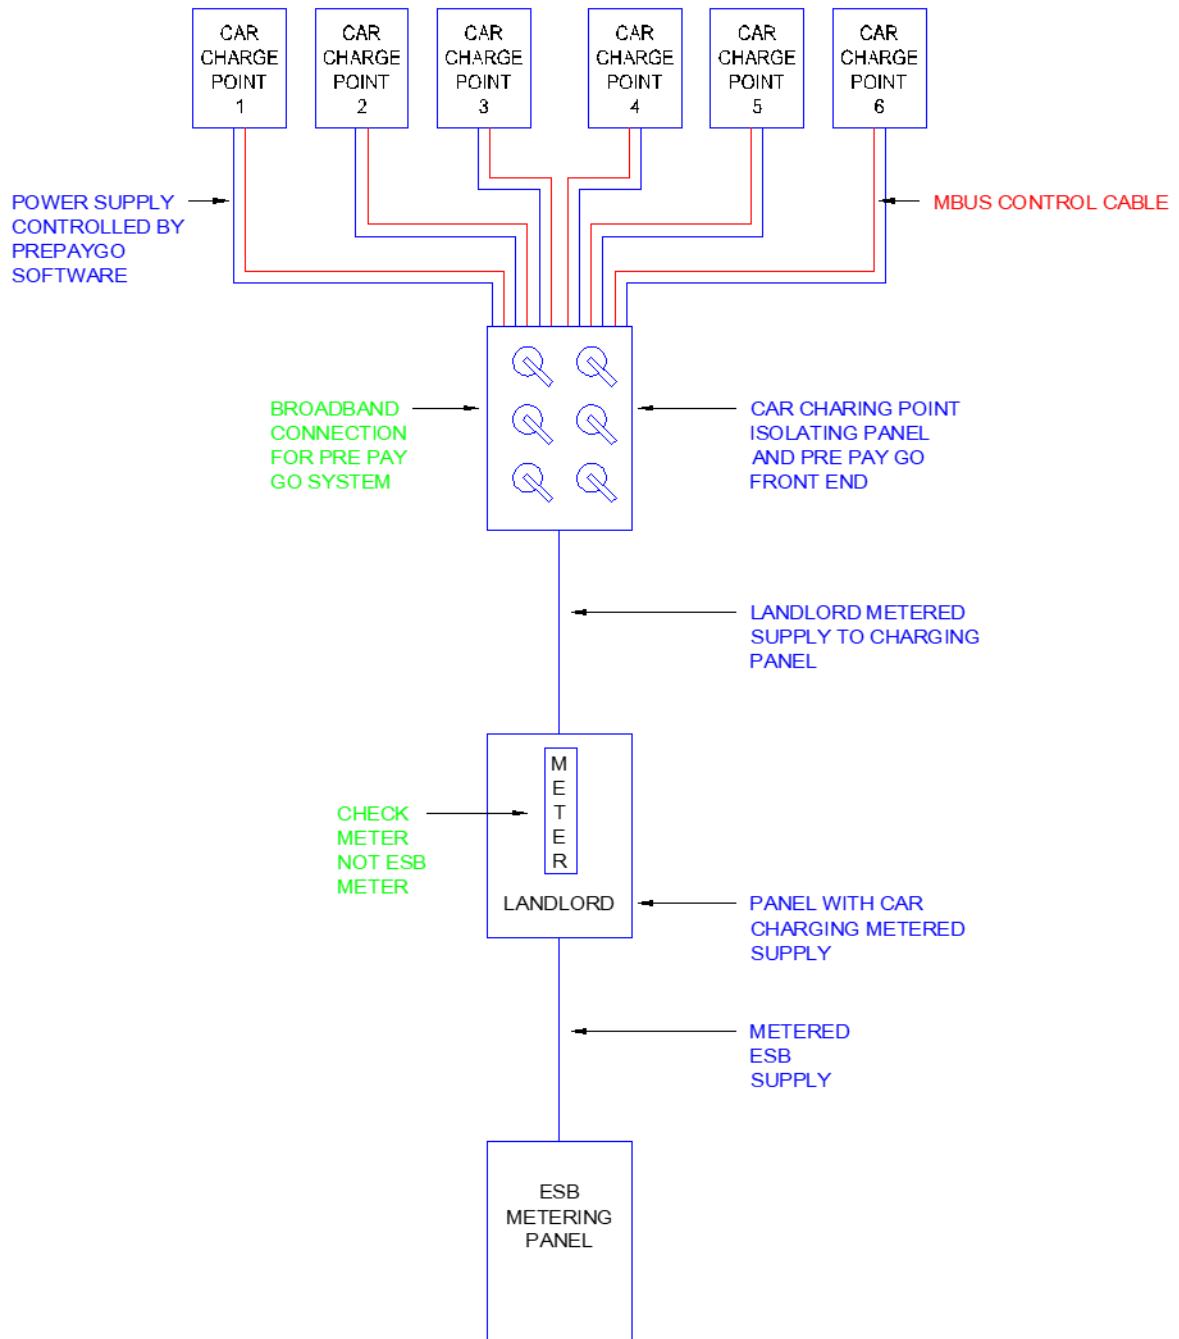 CAR
CHARGE
POINT
1
CAR
CHARGE
POINT
2
CAR
CHARGE
POINT
3
CAR
CHARGE
POINT
4
CAR
CHARGE
POINT
5
CAR
CHARGE
POINT
6
POWER SUPPLY
CONTROLLED BY
PREPAYGO
SOFTWARE
MBUS CONTROL CABLE
BROADBAND
CONNECTION
FOR PRE PAY
GO SYSTEM
CAR CHARING POINT
ISOLATING PANEL
AND PRE PAY GO
FRONT END
LANDLORD METERED
SUPPLY TO CHARGING
PANEL
METER
CHECK
METER
NOT ESB
METER
LANDLORD
PANEL WITH CAR
CHARGING METERED
SUPPLY
METERED
ESB
SUPPLY
ESB
METERING
PANEL